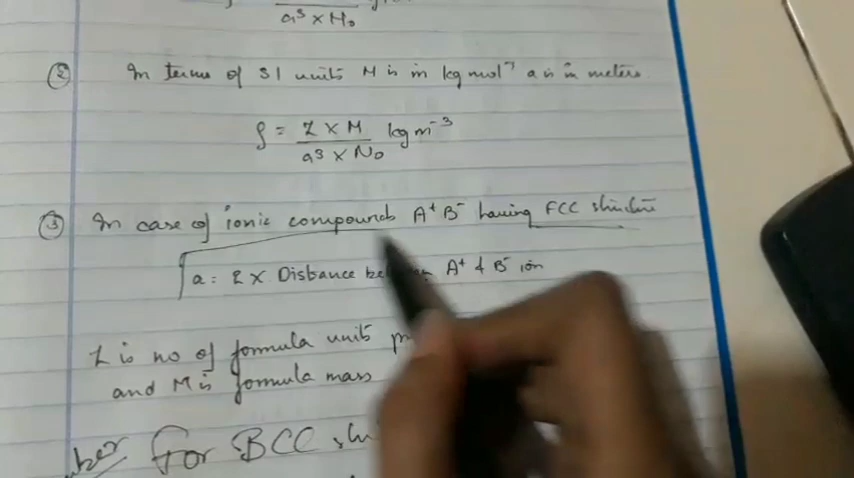 a³ × N₀
② In terms of SI units M is in kg mol⁻¹ a is in meters.
ρ = Z × M / a³ × N₀ kg m⁻³
③ In case of ionic compounds A⁺ B⁻ having FCC structure
a = 2 × Distance A⁺ & B⁻ ion
Z is no of formula units
and M is formula mass
For BCC